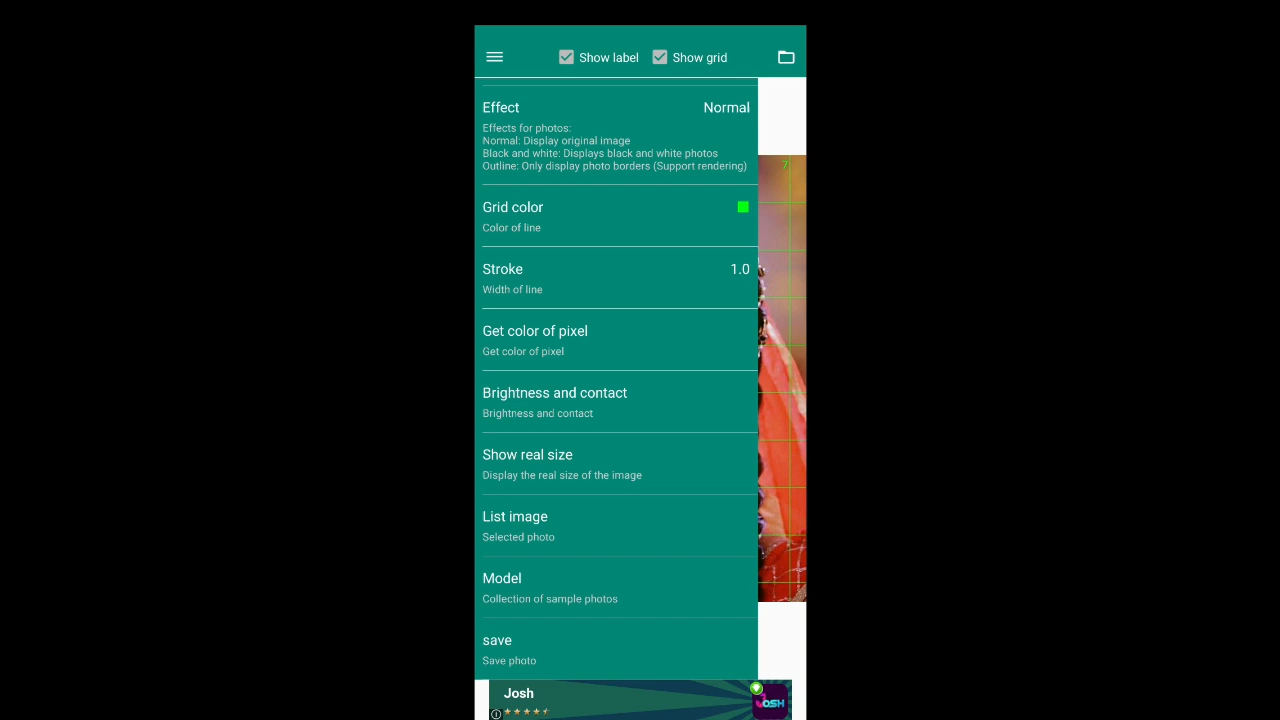 Show label Show grid
Effect Normal
Effects for photos:
Normal: Display original image
Black and white: Displays black and white photos
Outline: Only display photo borders (Support rendering)
7
Grid color
Color of line
Stroke 1.0
Width of line
Get color of pixel
Get color of pixel
Brightness and contact
Brightness and contact
Show real size
Display the real size of the image
List image
Selected photo
Model
Collection of sample photos
save
Save photo
Josh
JOSH